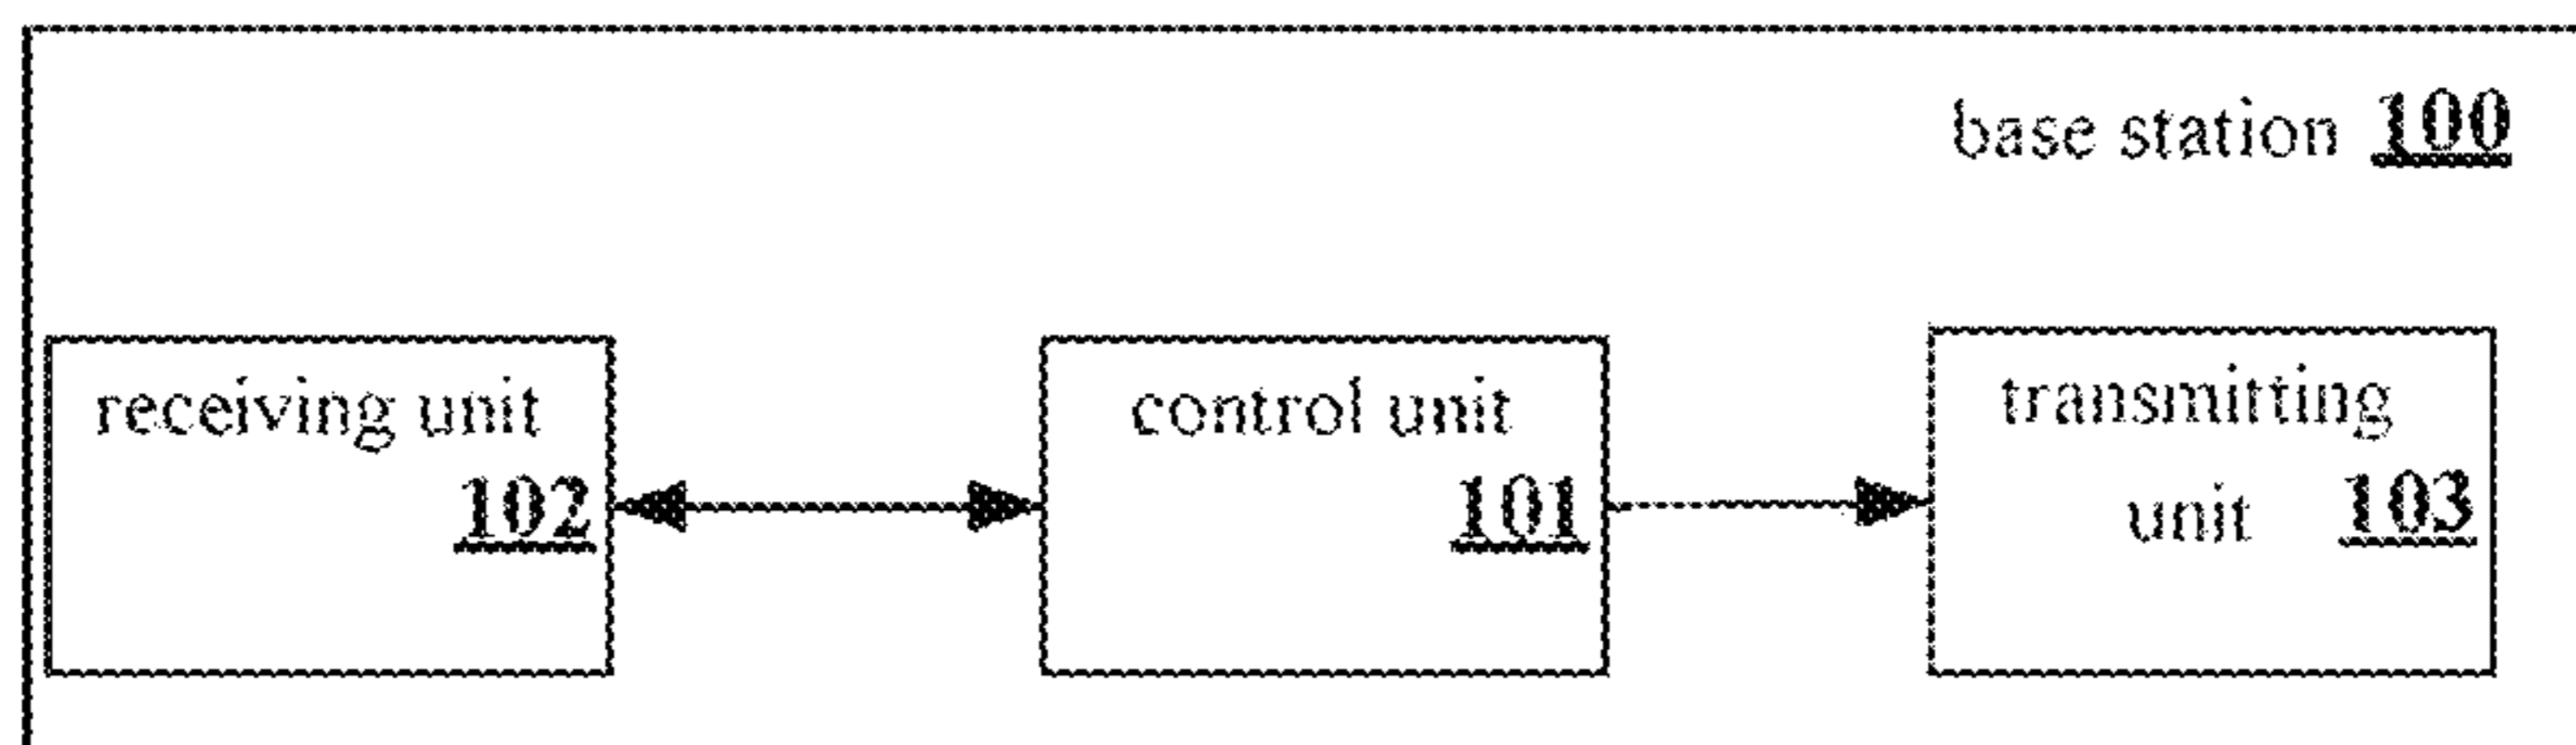 base station 100
receiving unit
102
control unit
101
transmitting
unit 103